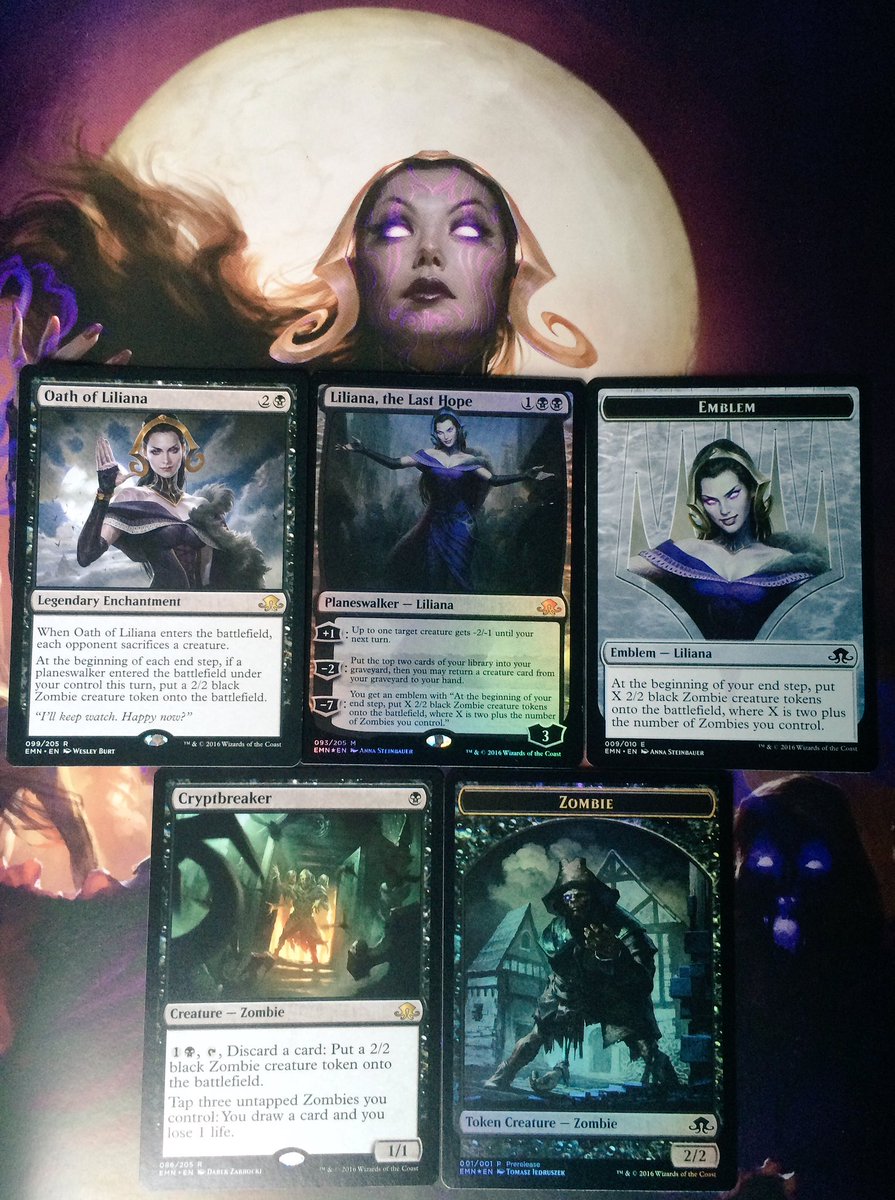 Oath of Liliana 2
Legendary Enchantment
When Oath of Liliana enters the battlefield,
each opponent sacrifices a creature.
At the beginning of each end step, if a
planeswalker entered the battlefield under
your control this turn, put a 2/2 black
Zombie creature token onto the battlefield.
“I’ll keep watch. Happy now?”
099/205 R
EMN • EN Wesley Burt
™ & © 2016 Wizards of the Coast
Liliana, the Last Hope 1
Planeswalker — Liliana
+1: Up to one target creature gets -2/-1 until your
next turn.
-2: Put the top two cards of your library into your
graveyard, then you may return a creature card from
your graveyard to your hand.
-7: You get an emblem with “At the beginning of your
end step, put X 2/2 black Zombie creature tokens
onto the battlefield, where X is two plus the number
of Zombies you control.”
3
093/205 M
EMN★EN Anna Steinbauer
™ & © 2016 Wizards of the Coast
Emblem
Emblem — Liliana
At the beginning of your end step, put
X 2/2 black Zombie creature tokens
onto the battlefield, where X is two plus
the number of Zombies you control.
009/010 E
EMN • EN Anna Steinbauer
™ & © 2016 Wizards of the Coast
Cryptbreaker
Creature — Zombie
1, , Discard a card: Put a 2/2
black Zombie creature token onto
the battlefield.
Tap three untapped Zombies you
control: You draw a card and you
lose 1 life.
1/1
086/205 R
EMN • EN Darek Zabrocki
™ & © 2016 Wizards of the Coast
Zombie
Token Creature — Zombie
2/2
001/001 P Prerelease
EMN★EN Tomasz Jedruszek
™ & © 2016 Wizards of the Coast